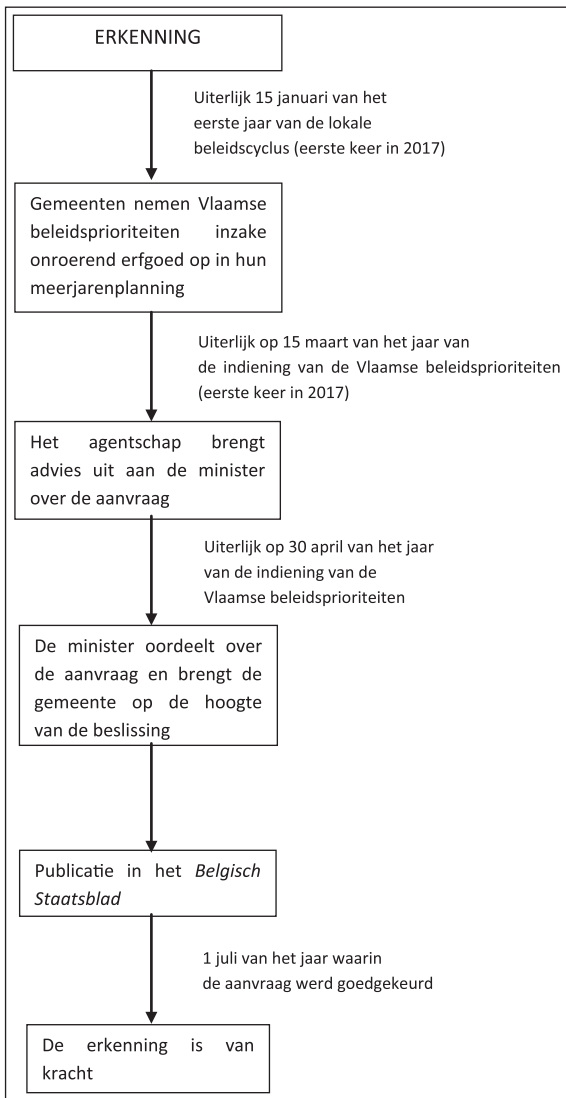 ERKENNING
Uiterlijk 15 januari van het
eerste jaar van de lokale
beleidscyclus (eerste keer in 2017)
Gemeenten nemen Vlaamse
beleidsprioriteiten inzake
onroerend erfgoed op in hun
meerjarenplanning
Uiterlijk op 15 maart van het jaar van
de indiening van de Vlaamse beleidsprioriteiten
(eerste keer in 2017)
Het agentschap brengt
advies uit aan de minister
over de aanvraag
Uiterlijk op 30 april van het jaar
van de indiening van de
Vlaamse beleidsprioriteiten
De minister oordeelt over
de aanvraag en brengt de
gemeente op de hoogte
van de beslissing
Publicatie in het Belgisch
Staatsblad
1 juli van het jaar waarin
de aanvraag werd goedgekeurd
De erkenning is van
kracht